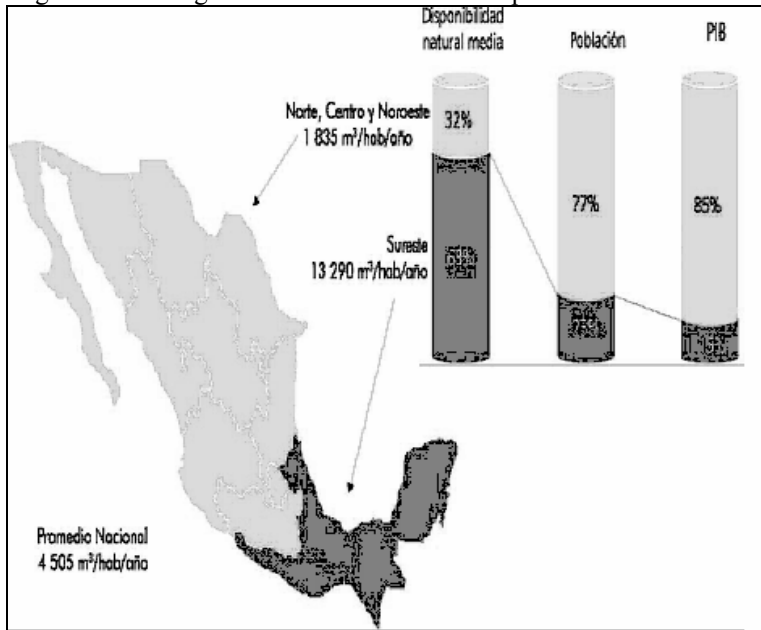 Disponibilidad
natural media
Población
PIB
Norte, Centro y Noroeste
1 835 m³/hab/año
32%
77%
85%
Sureste
13 290 m³/hab/año
Promedio Nacional
4 505 m³/hab/año